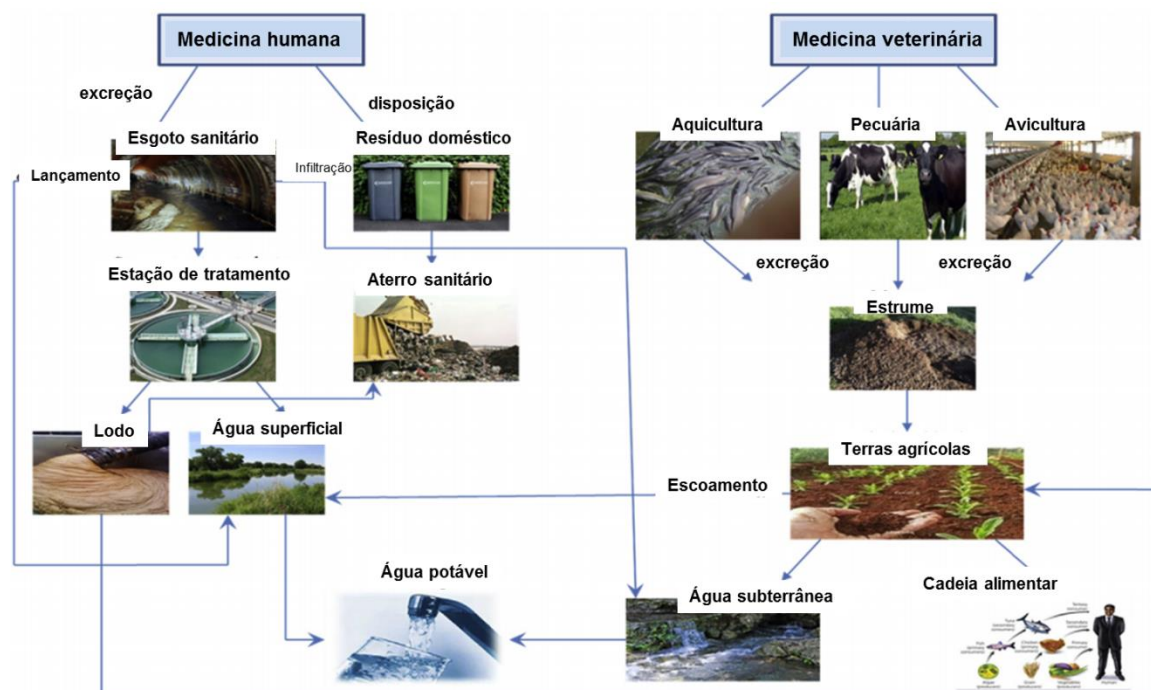 Medicina humana
Medicina veterinária
excreção
disposição
Esgoto sanitário
Resíduo doméstico
Aquicultura
Pecuária
Avicultura
Lançamento
Infiltração
excreção
excreção
Estação de tratamento
Aterro sanitário
Estrume
Lodo
Água superficial
Terras agrícolas
Escoamento
Água potável
Água subterrânea
Cadeia alimentar